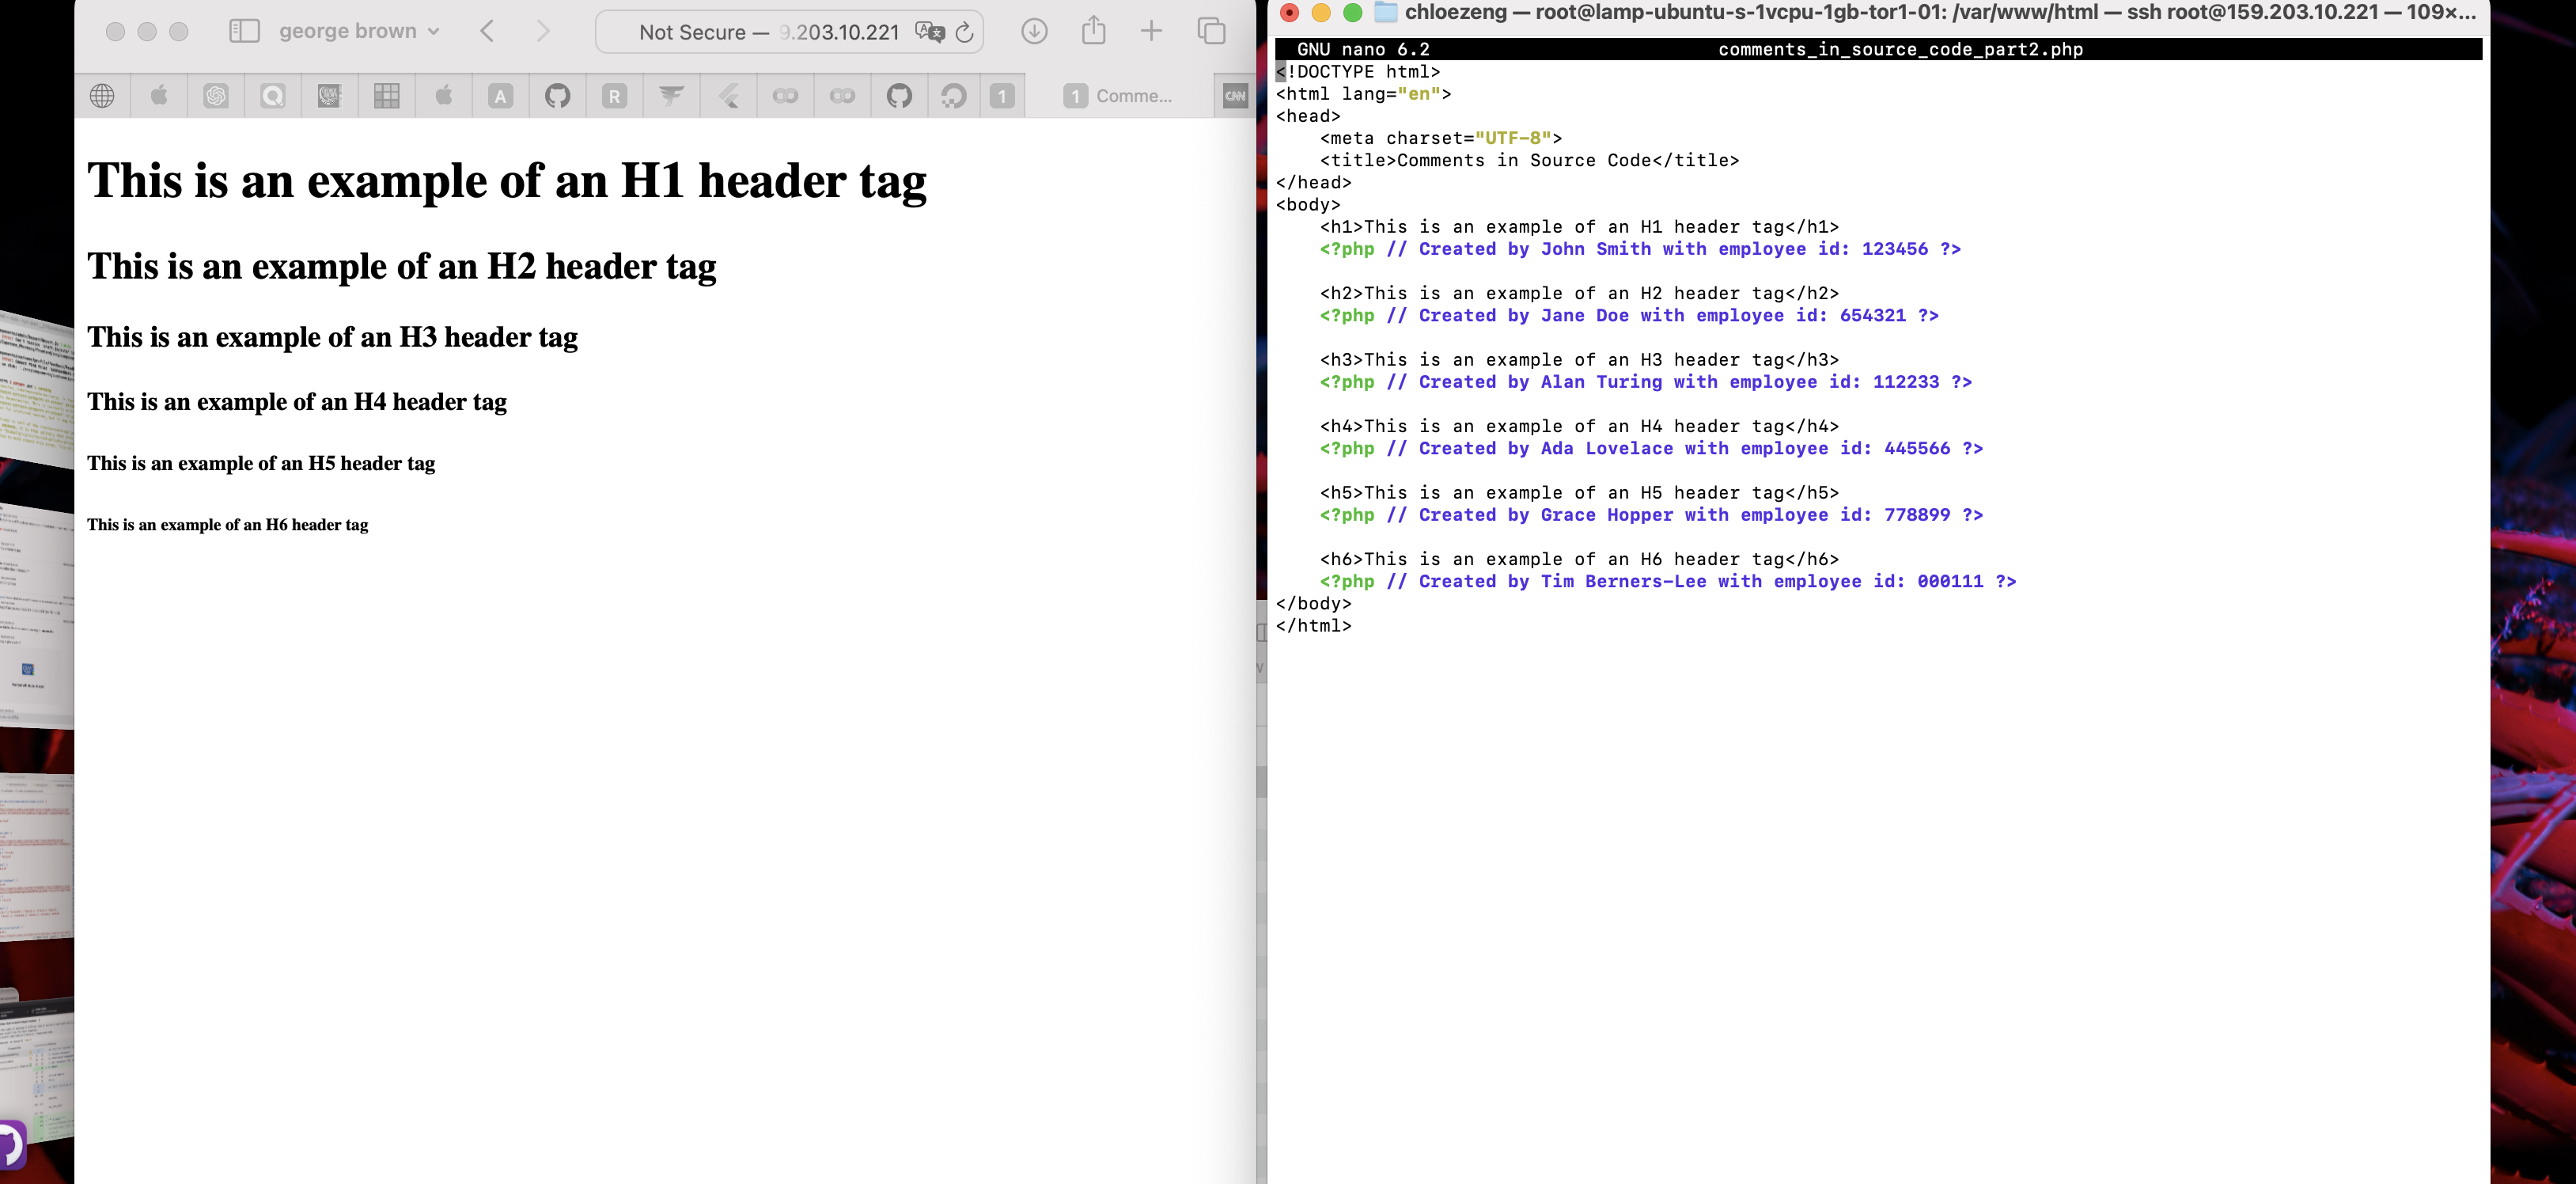 george brown
Not Secure — 9.203.10.221
A
R
1
1 Comme...
CNN
This is an example of an H1 header tag
This is an example of an H2 header tag
This is an example of an H3 header tag
This is an example of an H4 header tag
This is an example of an H5 header tag
This is an example of an H6 header tag
chloezeng — root@lamp-ubuntu-s-1vcpu-1gb-tor1-01: /var/www/html — ssh root@159.203.10.221 — 109×...
GNU nano 6.2 comments_in_source_code_part2.php
<!DOCTYPE html>
<html lang="en">
<head>
    <meta charset="UTF-8">
    <title>Comments in Source Code</title>
</head>
<body>
    <h1>This is an example of an H1 header tag</h1>
    <?php // Created by John Smith with employee id: 123456 ?>
    <h2>This is an example of an H2 header tag</h2>
    <?php // Created by Jane Doe with employee id: 654321 ?>
    <h3>This is an example of an H3 header tag</h3>
    <?php // Created by Alan Turing with employee id: 112233 ?>
    <h4>This is an example of an H4 header tag</h4>
    <?php // Created by Ada Lovelace with employee id: 445566 ?>
    <h5>This is an example of an H5 header tag</h5>
    <?php // Created by Grace Hopper with employee id: 778899 ?>
    <h6>This is an example of an H6 header tag</h6>
    <?php // Created by Tim Berners-Lee with employee id: 000111 ?>
</body>
</html>